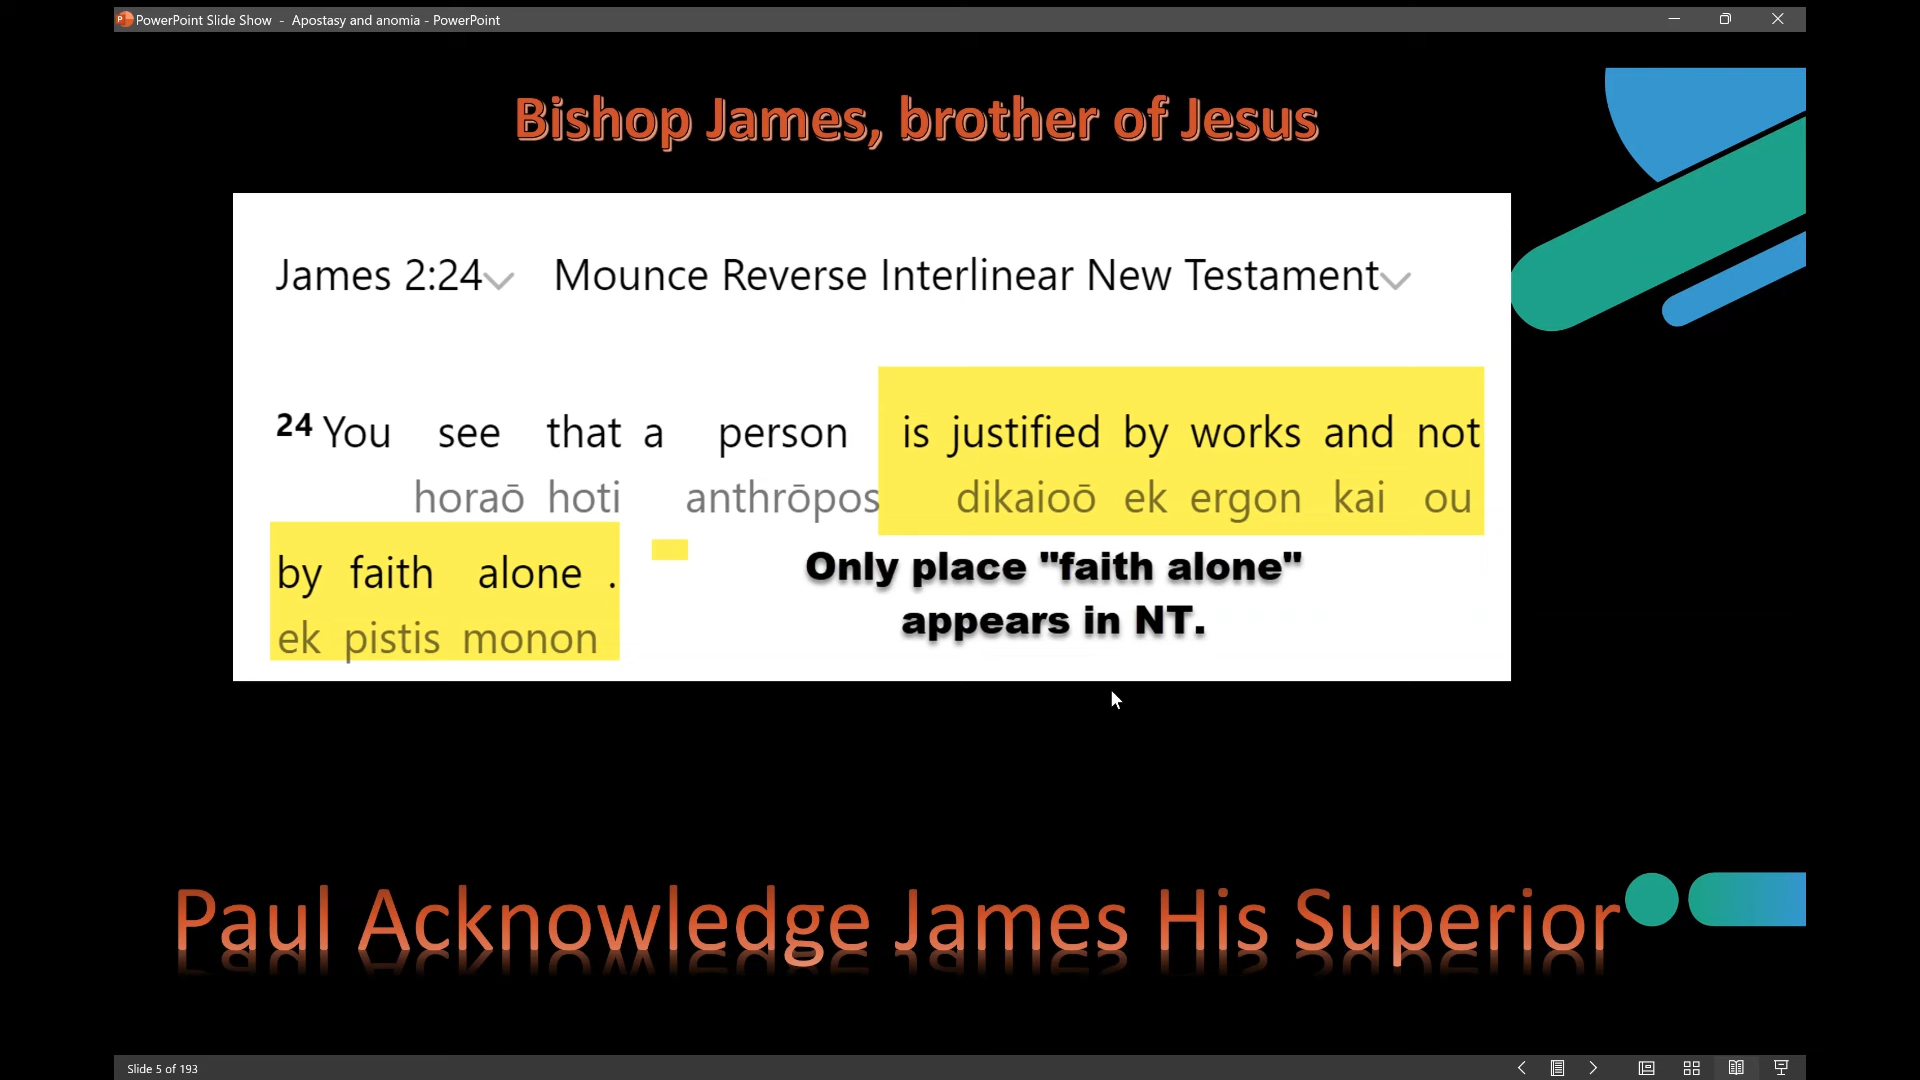 PowerPoint Slide Show - Apostasy and anomia - PowerPoint
Bishop James, brother of Jesus
James 2:24 Mounce Reverse Interlinear New Testament
24 You see that a person is justified by works and not
horaō hoti anthrōpos dikaioō ek ergon kai ou
by faith alone .
ek pistis monon
Only place "faith alone"
appears in NT.
Paul Acknowledge James His Superior
Slide 5 of 193